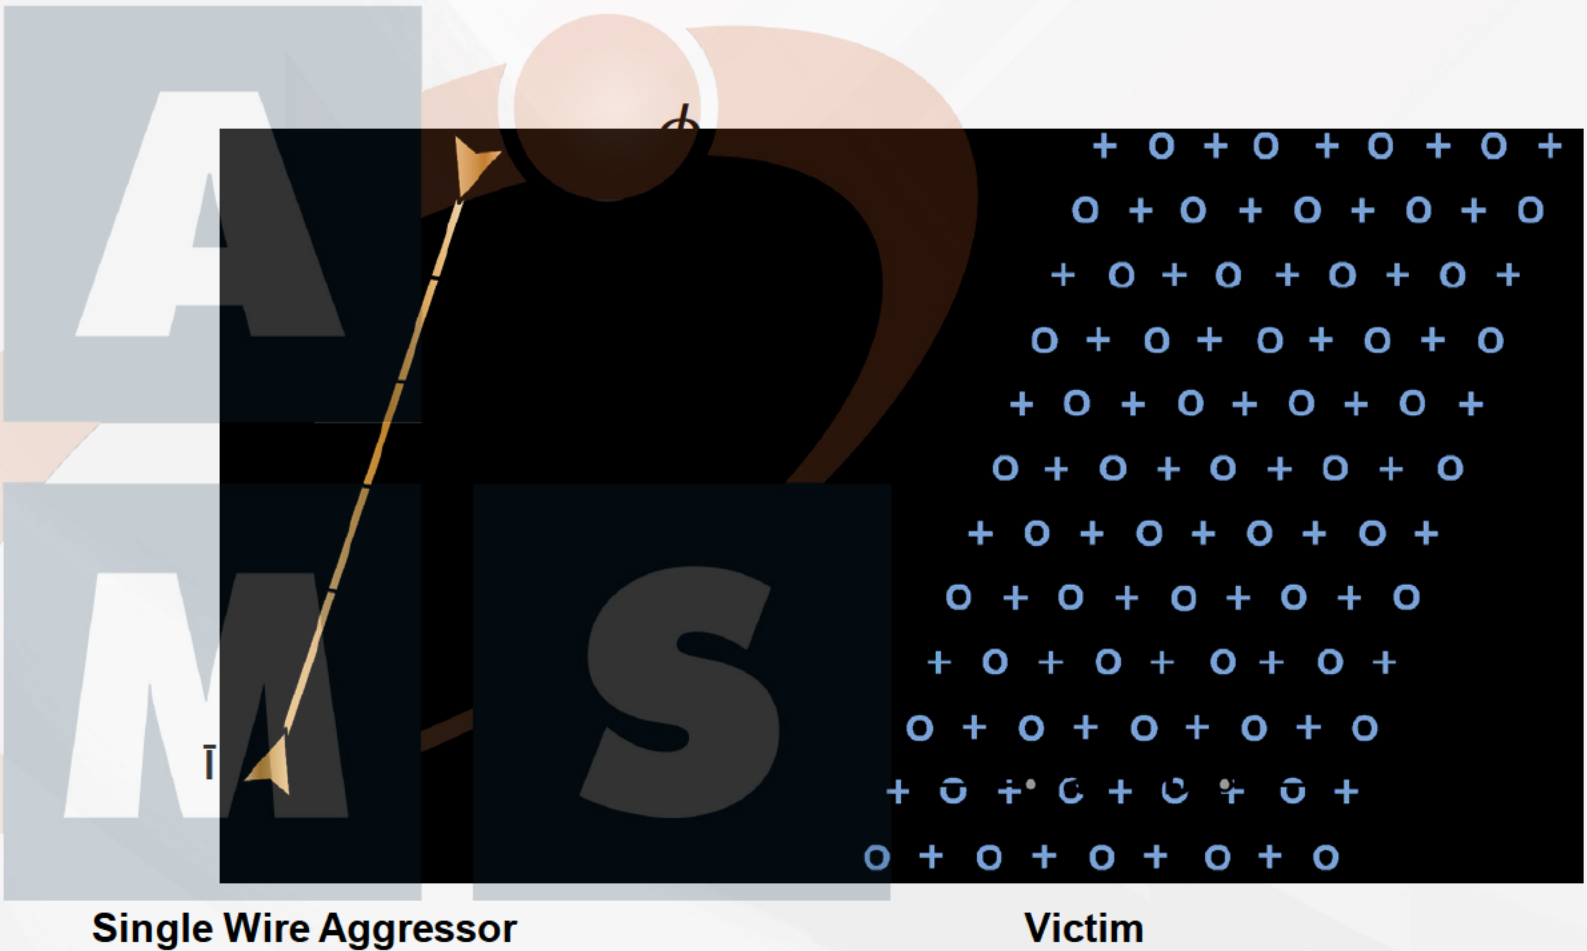 A
ϕ
+ o + o + o + o +
o + o + o + o + o
+ o + o + o + o +
o + o + o + o + o
+ o + o + o + o +
o + o + o + o + o
+ o + o + o + o +
o + o + o + o + o
+ o + o + o + o +
o + o + o + o + o
+ o + o + o + o +
o + o + o + o + o
M S
Ī
Single Wire Aggressor
Victim